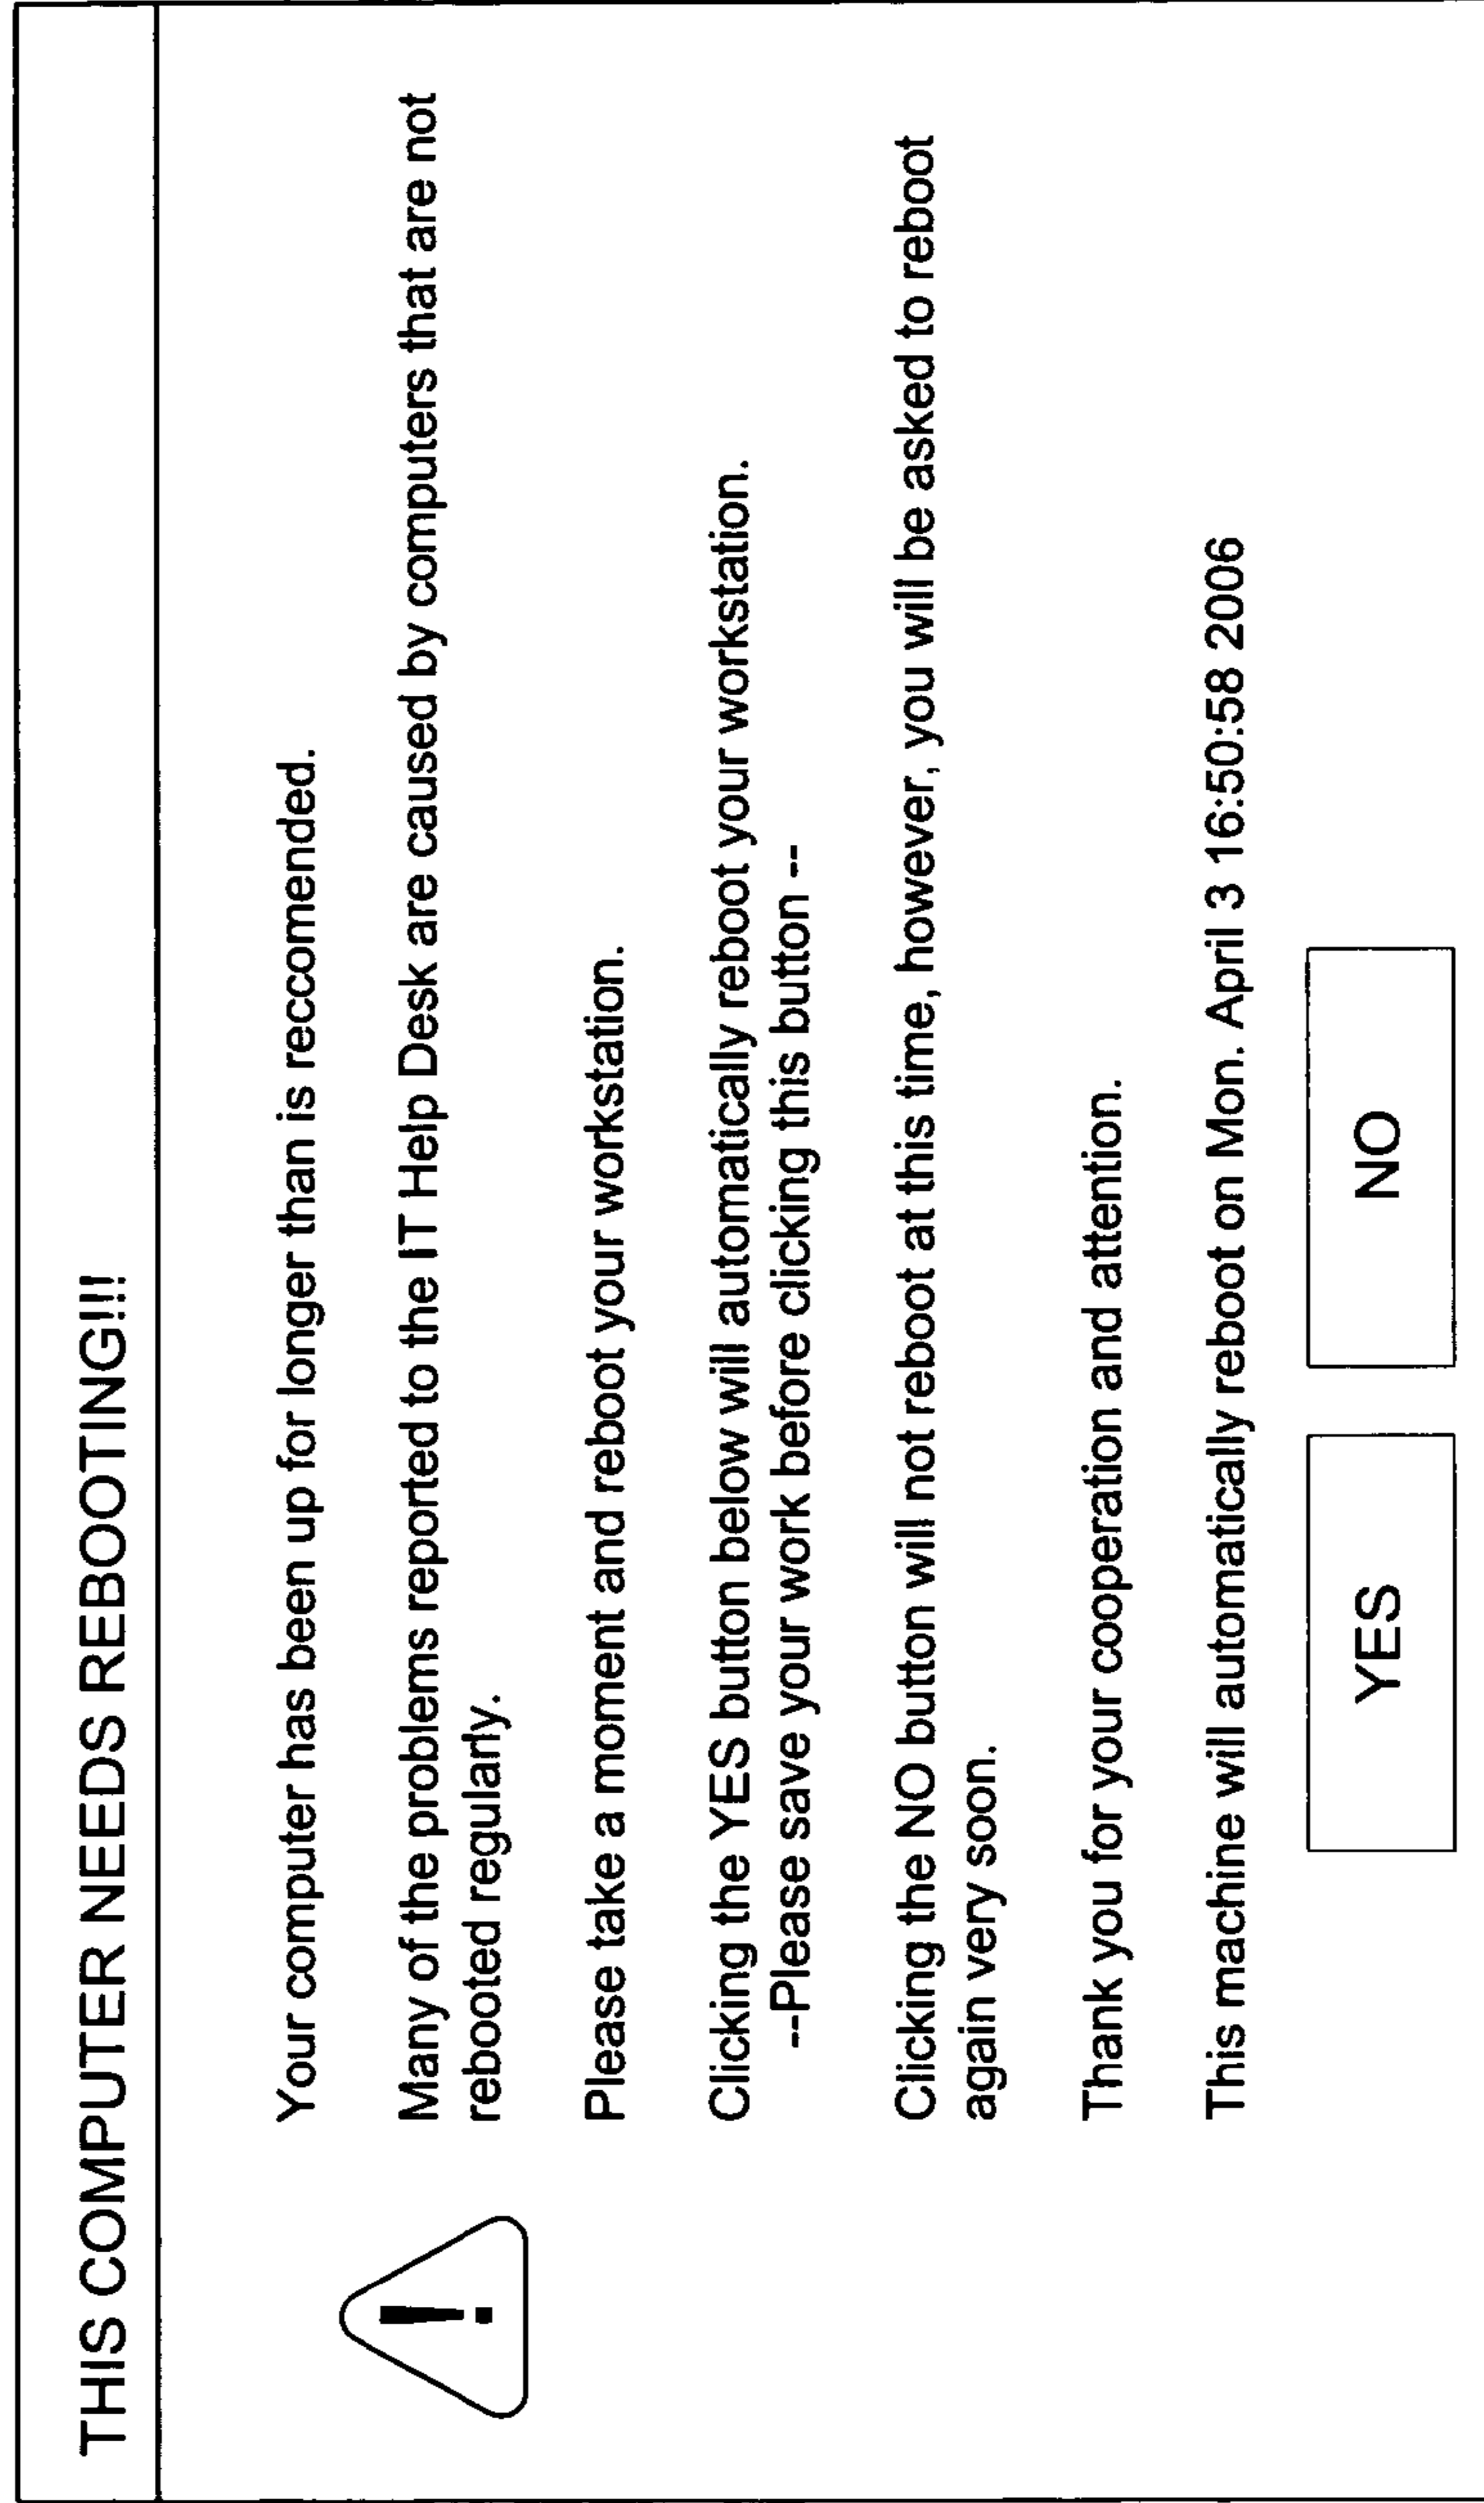 THIS COMPUTER NEEDS REBOOTING!!!
Your computer has been up for longer than is reccomended.
Many of the problems reported to the IT Help Desk are caused by computers that are not
rebooted regularly.
Please take a moment and reboot your workstation.
Clicking the YES button below will automatically reboot your workstation.
--Please save your work before clicking this button --
Clicking the NO button will not reboot at this time, however, you will be asked to reboot
again very soon.
Thank you for your cooperation and attention.
This machine will automatically reboot on Mon. April 3 16:50:58 2006
YES
NO